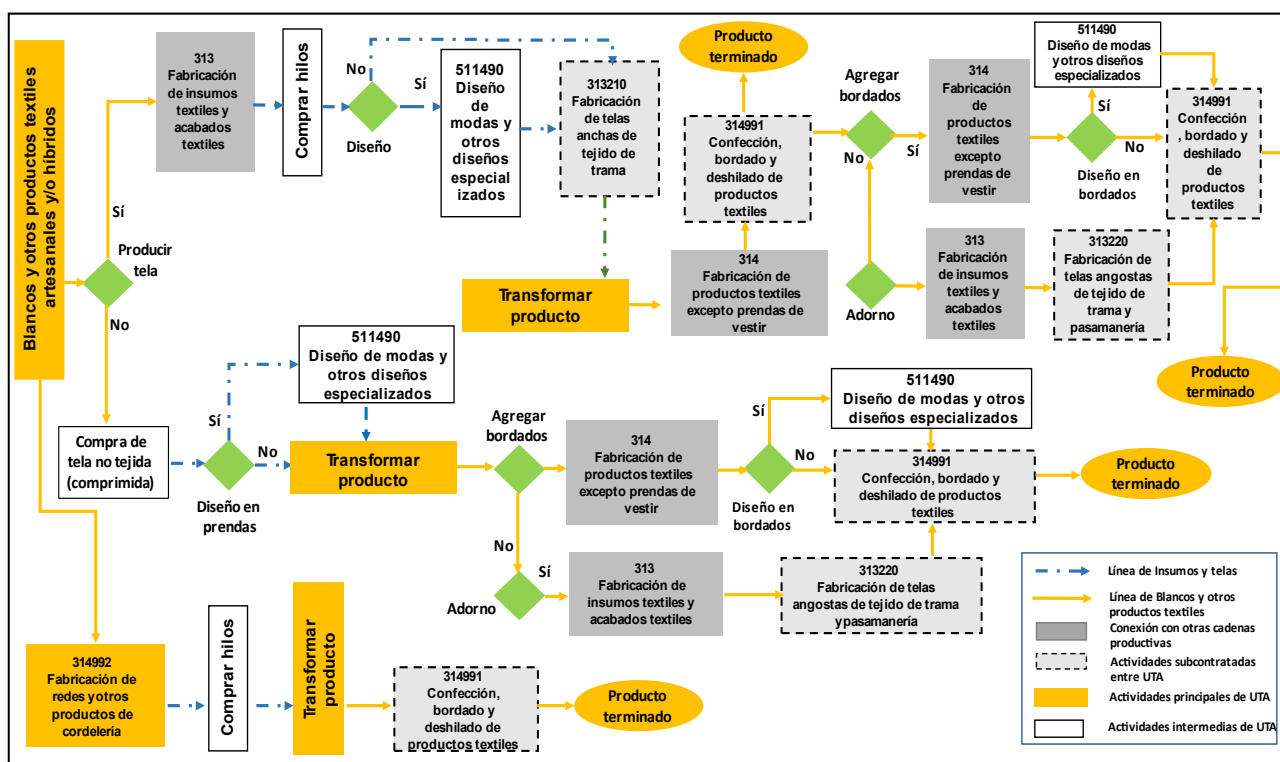 Blancos y otros productos textiles
artesanales y/o híbridos
Sí
Producir
tela
No
313
Fabricación
de insumos
textiles y
acabados
textiles
Comprar hilos
No
Diseño
Sí
511490
Diseño de
modas y
otros
diseños
especial
izados
313210
Fabricación
de telas
anchas de
tejido de
trama
Transformar
producto
314
Fabricación de
productos textiles
excepto prendas de
vestir
314991
Confección,
bordado y
deshilado de
productos
textiles
Producto
terminado
Agregar
bordados
No
Sí
Adorno
314
Fabricación
de
productos
textiles
excepto
prendas de
vestir
Sí
No
Diseño en
bordados
511490
Diseño de modas
y otros diseños
especializados
314991
Confección
, bordado y
deshilado
de
productos
textiles
313
Fabricación
de insumos
textiles y
acabados
textiles
313220
Fabricación de
telas angostas
de tejido de
trama y
pasamanería
Producto
terminado
Compra de
tela no tejida
(comprimida)
Sí
No
Diseño en
prendas
511490
Diseño de modas y
otros diseños
especializados
Transformar
producto
Agregar
bordados
No
Adorno
Sí
314
Fabricación de
productos textiles
excepto prendas de
vestir
Sí
No
Diseño en
bordados
511490
Diseño de modas y otros
diseños especializados
314991
Confección, bordado y
deshilado de productos
textiles
Producto
terminado
313
Fabricación de
insumos textiles y
acabados textiles
313220
Fabricación de telas
angostas de tejido de trama
ypasamanería
314992
Fabricación de
redes yotros
productos de
cordelería
Comprar hilos
Transformar
producto
314991
Confección,
bordado y
deshilado de
productos textiles
Producto
terminado
Línea de Insumos y telas
Línea de Blancos y otros
productos textiles
Conexión con otras cadenas
productivas
Actividades subcontratadas
entre UTA
Actividades principales de UTA
Actividades intermedias de UTA